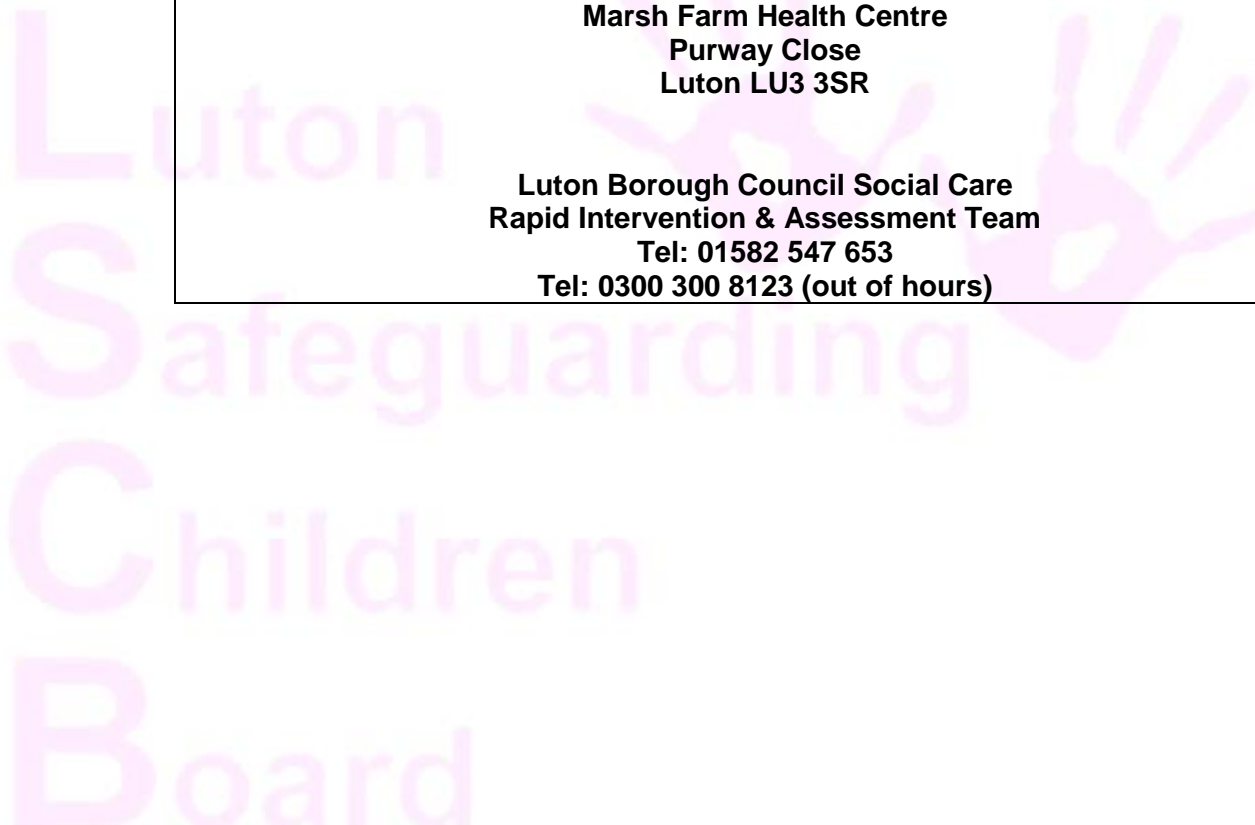 Marsh Farm Health Centre
Purway Close
Luton LU3 3SR
Luton Borough Council Social Care
Rapid Intervention & Assessment Team
Tel: 01582 547 653
Tel: 0300 300 8123 (out of hours)
Luton
Safeguarding
Children
Board